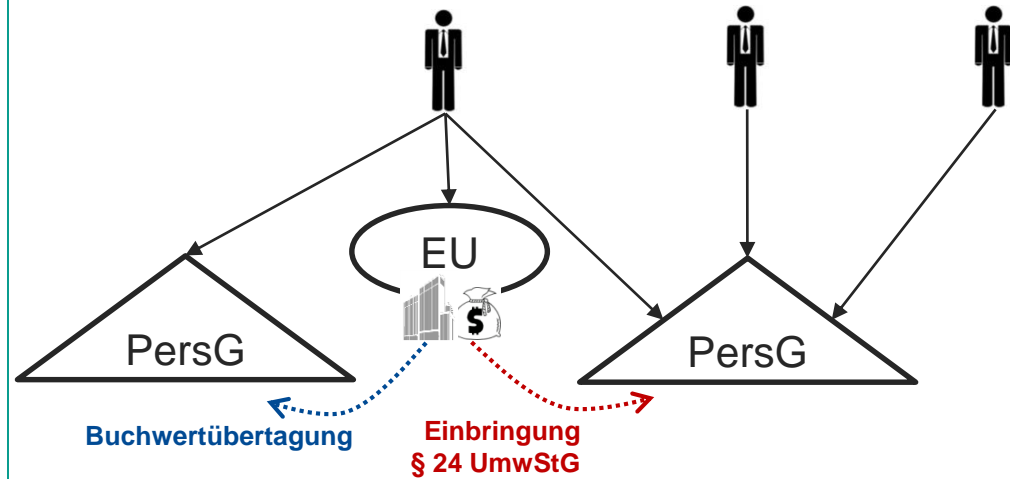 EU
$
PersG
PersG
Buchwertübertagung
Einbringung
§ 24 UmwStG